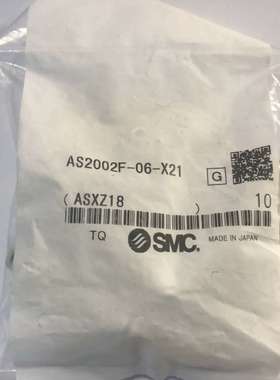 AS2002F-06-X21
G
(ASXZ18 ) 10
TQ SMC. MADE IN JAPAN